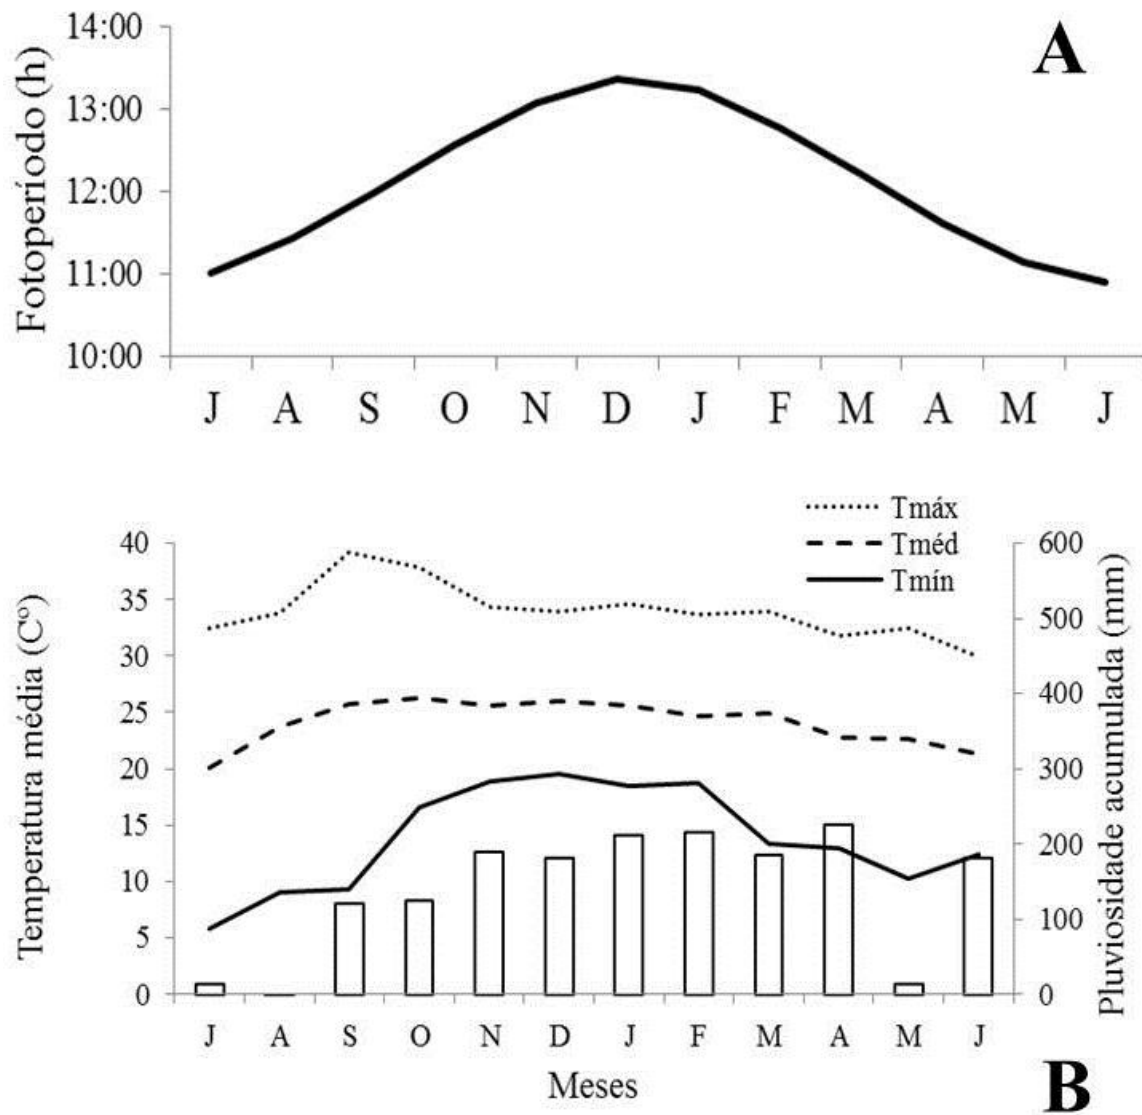 A
Fotoperíodo (h)
14:00
13:00
12:00
11:00
10:00
J A S O N D J F M A M J
Tmáx
Tméd
Tmín
Temperatura média (Cº)
40
35
30
25
20
15
10
5
0
600
500
400
300
200
100
0
Pluviosidade acumulada (mm)
J A S O N D J F M A M J
Meses
B